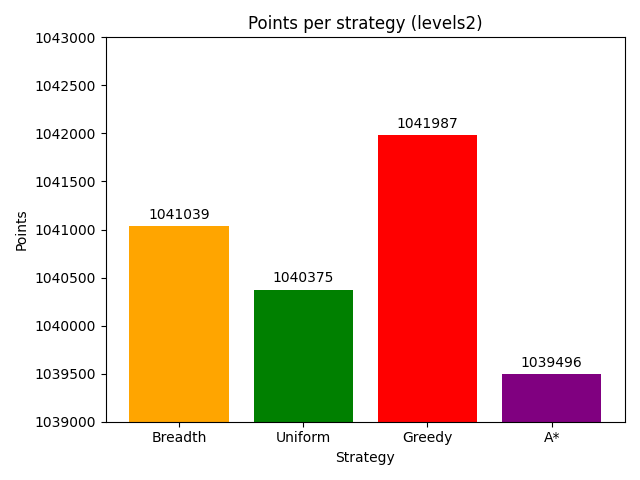 Points per strategy (levels2)
1043000
1042500
1042000
1041500
1041000
1040500
1040000
1039500
1039000
Points
1041039
1040375
1041987
1039496
Breadth
Uniform
Greedy
A*
Strategy